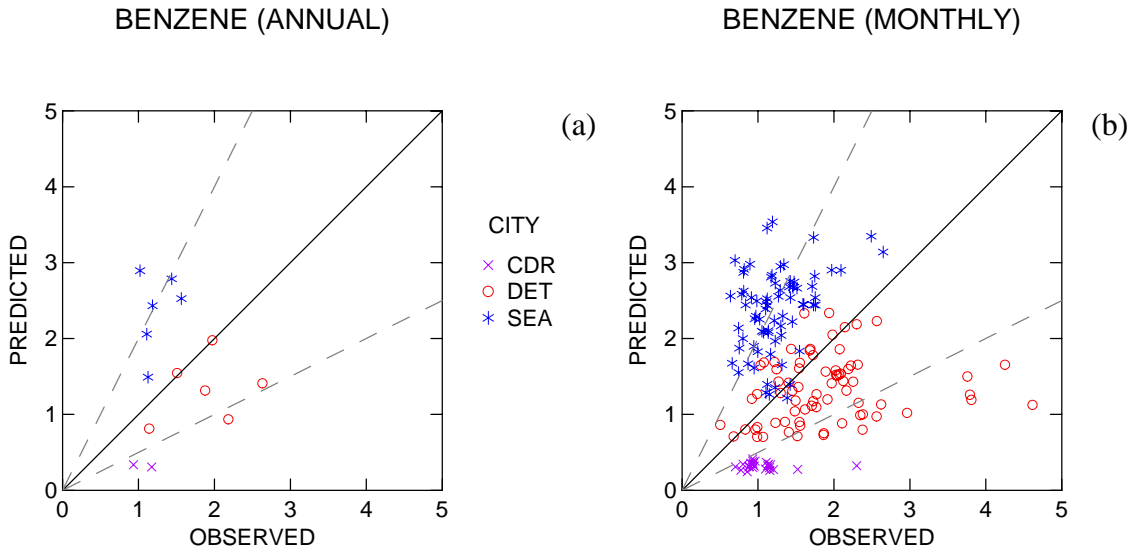 BENZENE (ANNUAL)
BENZENE (MONTHLY)
5
4
3
2
1
0
PREDICTED
0 1 2 3 4 5
OBSERVED
(a)
CITY
CDR
DET
SEA
5
4
3
2
1
0
PREDICTED
0 1 2 3 4 5
OBSERVED
(b)